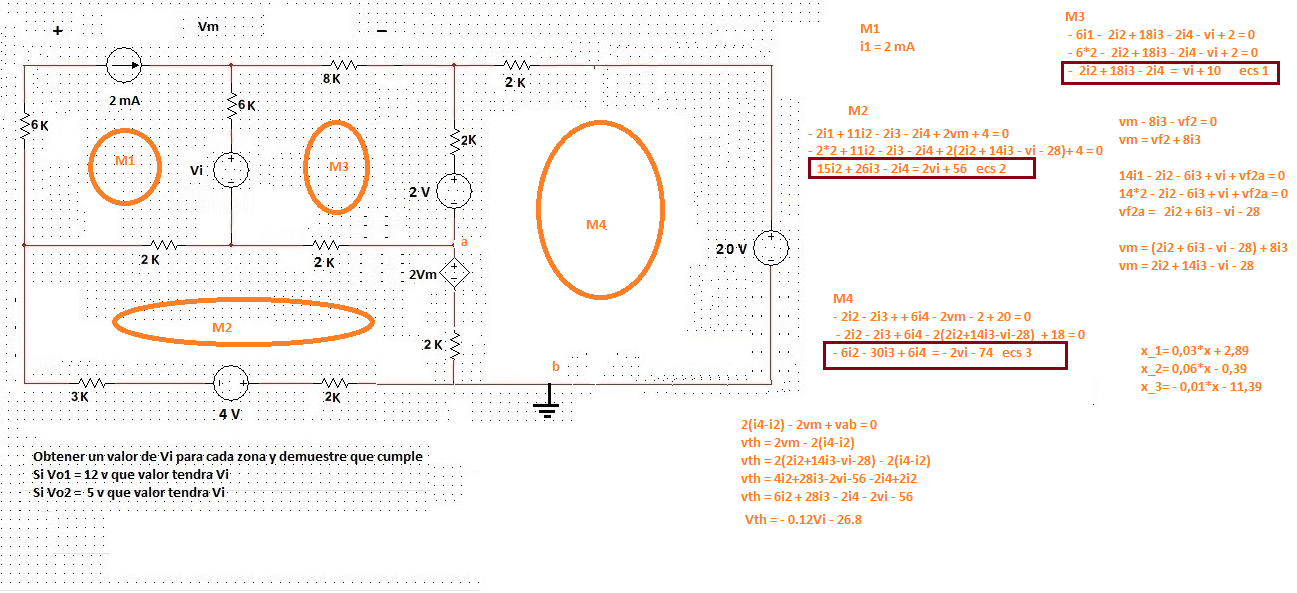 + Vm −
2 mA
6K
6K
8K
2 K
2K
Vi
2 V
M1
M3
M4
20 V
a
2 K
2 K
2Vm
M2
2 K
b
3K
4 V
2K
Obtener un valor de Vi para cada zona y demuestre que cumple
Si Vo1 = 12 v que valor tendra Vi
Si Vo2 = 5 v que valor tendra Vi
M1
i1 = 2 mA
M2
- 2i1 + 11i2 - 2i3 - 2i4 + 2vm + 4 = 0
- 2*2 + 11i2 - 2i3 - 2i4 + 2(2i2 + 14i3 - vi - 28)+ 4 = 0
15i2 + 26i3 - 2i4 = 2vi + 56 ecs 2
M3
- 6i1 - 2i2 + 18i3 - 2i4 - vi + 2 = 0
- 6*2 - 2i2 + 18i3 - 2i4 - vi + 2 = 0
- 2i2 + 18i3 - 2i4 = vi + 10 ecs 1
vm - 8i3 - vf2 = 0
vm = vf2 + 8i3
14i1 - 2i2 - 6i3 + vi + vf2a = 0
14*2 - 2i2 - 6i3 + vi + vf2a = 0
vf2a = 2i2 + 6i3 - vi - 28
vm = (2i2 + 6i3 - vi - 28) + 8i3
vm = 2i2 + 14i3 - vi - 28
M4
- 2i2 - 2i3 + + 6i4 - 2vm - 2 + 20 = 0
- 2i2 - 2i3 + 6i4 - 2(2i2+14i3-vi-28) + 18 = 0
- 6i2 - 30i3 + 6i4 = - 2vi - 74 ecs 3
x_1= 0,03*x + 2,89
x_2= 0,06*x - 0,39
x_3= - 0,01*x - 11,39
2(i4-i2) - 2vm + vab = 0
vth = 2vm - 2(i4-i2)
vth = 2(2i2+14i3-vi-28) - 2(i4-i2)
vth = 4i2+28i3-2vi-56 -2i4+2i2
vth = 6i2 + 28i3 - 2i4 - 2vi - 56
Vth = - 0.12Vi - 26.8